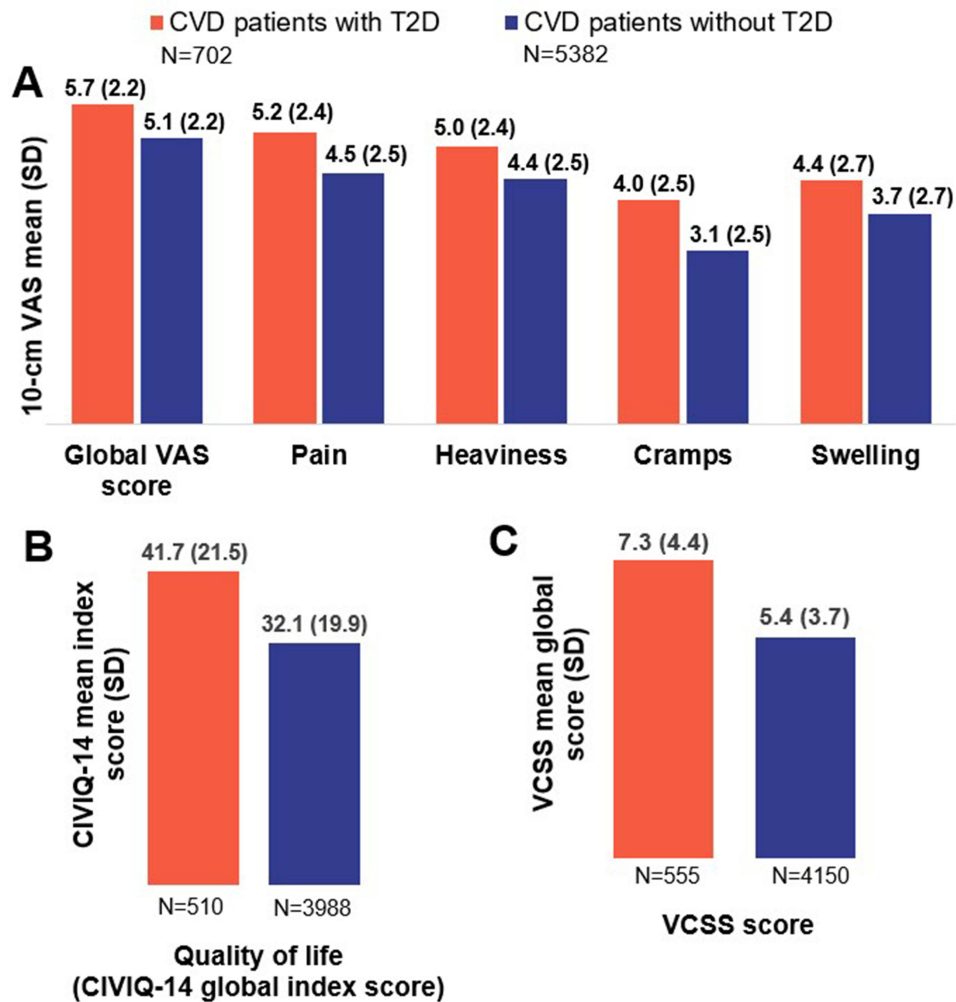 CVD patients with T2D
N=702
CVD patients without T2D
N=5382
A
10-cm VAS mean (SD)
5.7 (2.2)
5.1 (2.2)
5.2 (2.4)
4.5 (2.5)
5.0 (2.4)
4.4 (2.5)
4.0 (2.5)
3.1 (2.5)
4.4 (2.7)
3.7 (2.7)
Global VAS
score
Pain
Heaviness
Cramps
Swelling
B
CIVIQ-14 mean index
score (SD)
41.7 (21.5)
32.1 (19.9)
N=510
N=3988
Quality of life
(CIVIQ-14 global index score)
C
VCSS mean global
score (SD)
7.3 (4.4)
5.4 (3.7)
N=555
N=4150
VCSS score